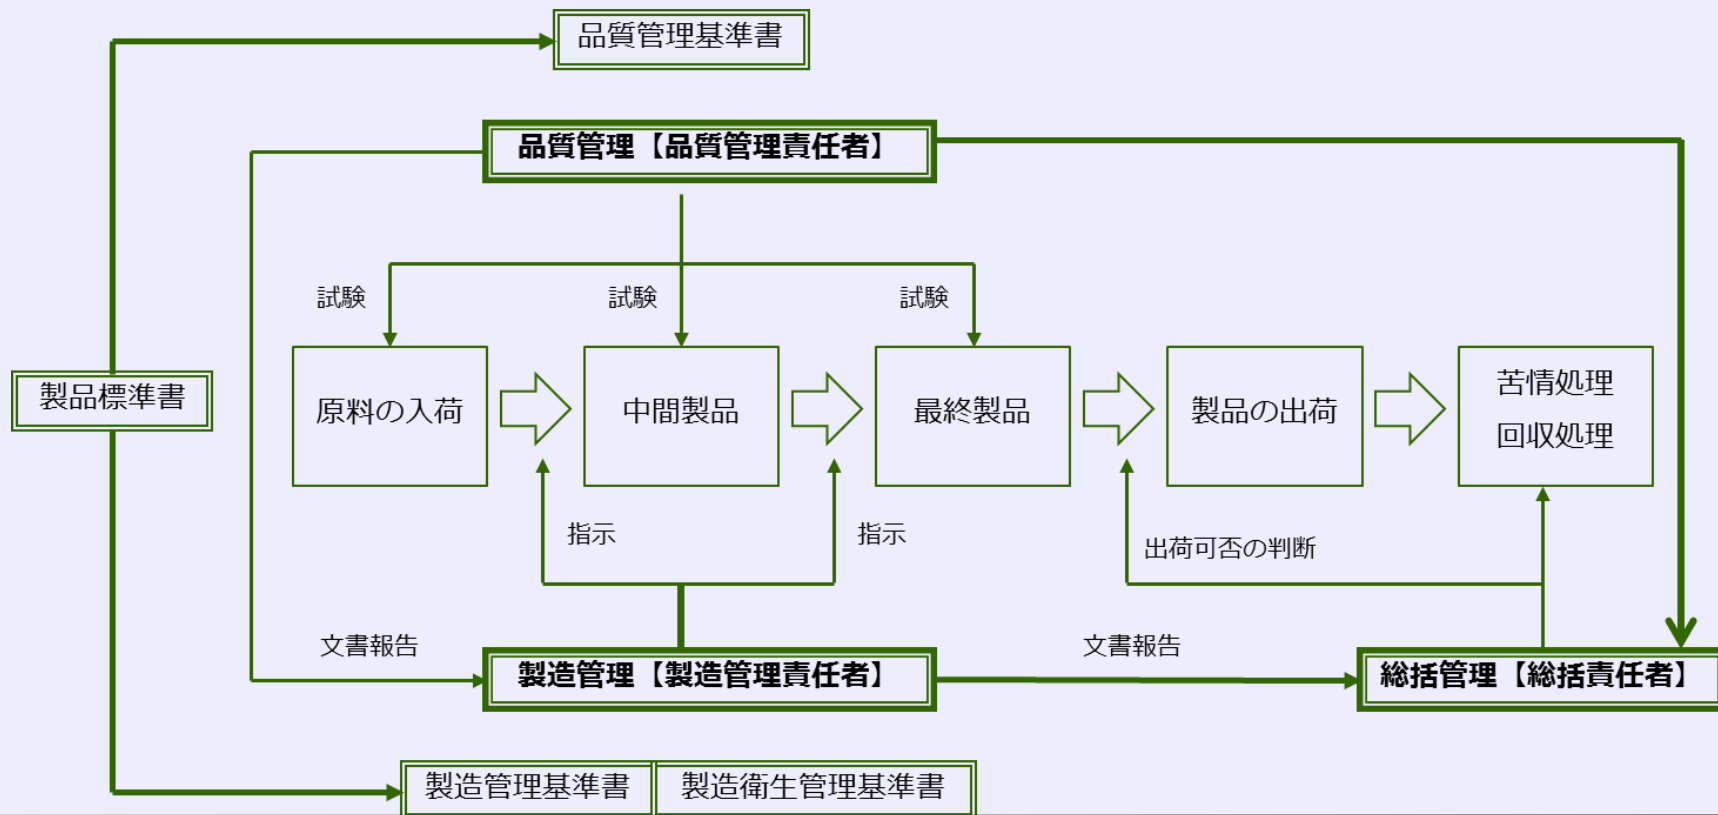 品質管理基準書
品質管理【品質管理責任者】
試験
試験
試験
製品標準書
原料の入荷
中間製品
最終製品
製品の出荷
苦情処理
回収処理
指示
指示
出荷可否の判断
文書報告
文書報告
製造管理【製造管理責任者】
総括管理【総括責任者】
製造管理基準書
製造衛生管理基準書